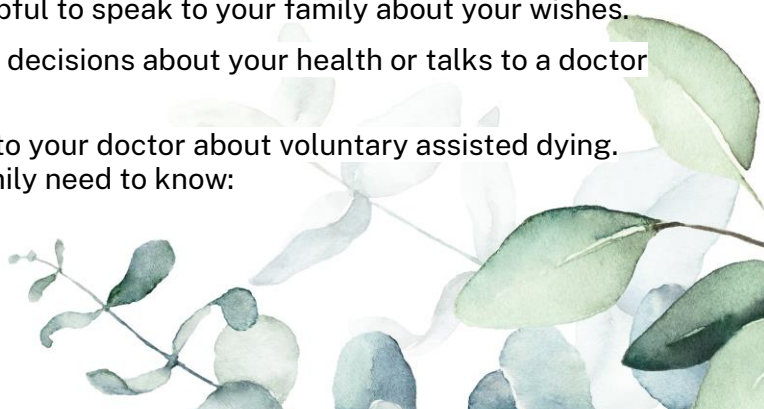 pful to speak to your family about your wishes.
decisions about your health or talks to a doctor
to your doctor about voluntary assisted dying.
nily need to know: